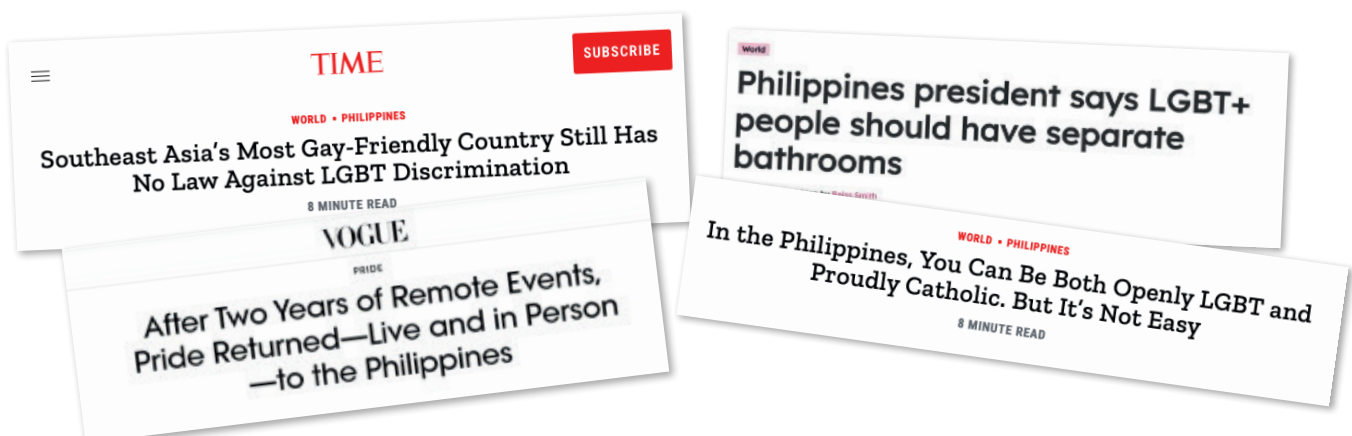 TIME
SUBSCRIBE
WORLD • PHILIPPINES
Southeast Asia's Most Gay-Friendly Country Still Has
No Law Against LGBT Discrimination
8 MINUTE READ
VOGUE
PRIDE
After Two Years of Remote Events,
Pride Returned—Live and in Person
—to the Philippines
World
Philippines president says LGBT+
people should have separate
bathrooms
by Reiss Smith
WORLD • PHILIPPINES
In the Philippines, You Can Be Both Openly LGBT and
Proudly Catholic. But It's Not Easy
8 MINUTE READ